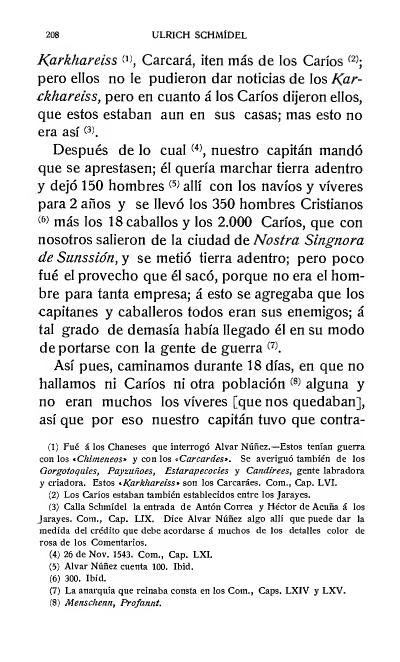 208 ULRICH SCHMÍDEL
Karkhareiss (1), Carcará, iten más de los Caríos (2);
pero ellos no le pudieron dar noticias de los Kar-
ckhareiss, pero en cuanto á los Caríos dijeron ellos,
que estos estaban aun en sus casas; mas esto no
era así (3).
Después de lo cual (4), nuestro capitán mandó
que se aprestasen; él quería marchar tierra adentro
y dejó 150 hombres (5) allí con los navíos y víveres
para 2 años y se llevó los 350 hombres Cristianos
(6) más los 18 caballos y los 2.000 Caríos, que con
nosotros salieron de la ciudad de Nostra Singnora
de Sunssión, y se metió tierra adentro; pero poco
fué el provecho que él sacó, porque no era el hom-
bre para tanta empresa; á esto se agregaba que los
capitanes y caballeros todos eran sus enemigos; á
tal grado de demasía había llegado él en su modo
de portarse con la gente de guerra (7).
Así pues, caminamos durante 18 días, en que no
hallamos ni Caríos ni otra población (8) alguna y
no eran muchos los víveres [que nos quedaban],
así que por eso nuestro capitán tuvo que contra-
(1) Fué á los Chaneses que interrogó Alvar Núñez.—Estos tenían guerra
con los «Chimeneos» y con los «Carcardes». Se averiguó también de los
Gorgotoquies, Payzuñoes, Estarapecocies y Candirees, gente labradora
y criadora. Estos «Karkhareiss» son los Carcaráes. Com., Cap. LVI.
(2) Los Caríos estaban también establecidos entre los Jarayes.
(3) Calla Schmídel la entrada de Antón Correa y Héctor de Acuña á los
Jarayes. Com., Cap. LIX. Dice Alvar Núñez algo allí que puede dar la
medida del crédito que debe acordarse á muchos de los detalles color de
rosa de los Comentarios.
(4) 26 de Nov. 1543. Com., Cap. LXI.
(5) Alvar Núñez cuenta 100. Ibid.
(6) 300. Ibíd.
(7) La anarquía que reinaba consta en los Com., Caps. LXIV y LXV.
(8) Menschenn, Profannt.